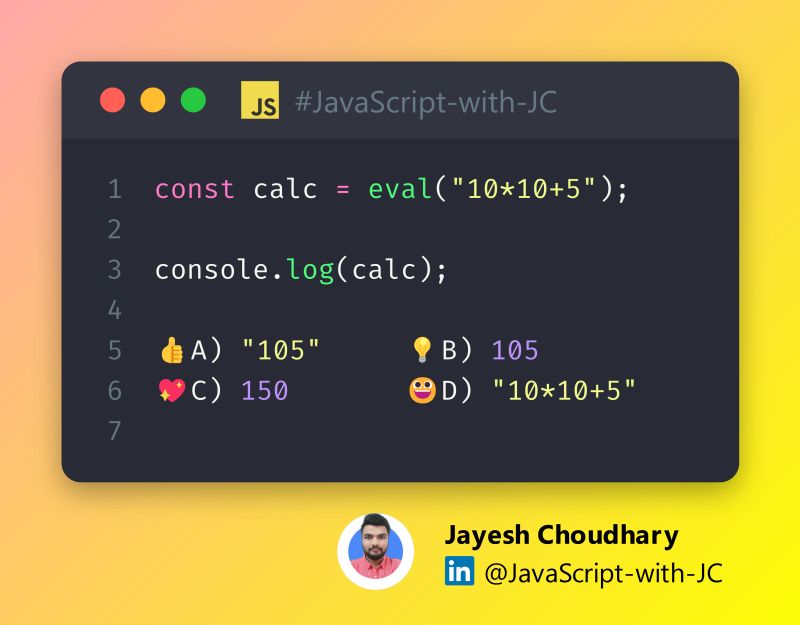 JS #JavaScript-with-JC
1 const calc = eval("10*10+5");
2
3 console.log(calc);
4
5 👍A) "105" 💡B) 105
6 💖C) 150 😃D) "10*10+5"
7
Jayesh Choudhary
in @JavaScript-with-JC